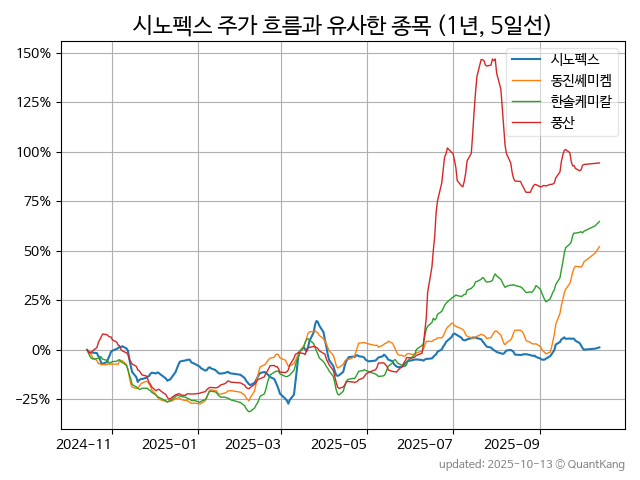 시노펙스 주가 흐름과 유사한 종목 (1년, 5일선)
150%
125%
100%
75%
50%
25%
0%
−25%
시노펙스
동진쎄미켐
한솔케미칼
풍산
2024-11
2025-01
2025-03
2025-05
2025-07
2025-09
updated: 2025-10-13 © QuantKang